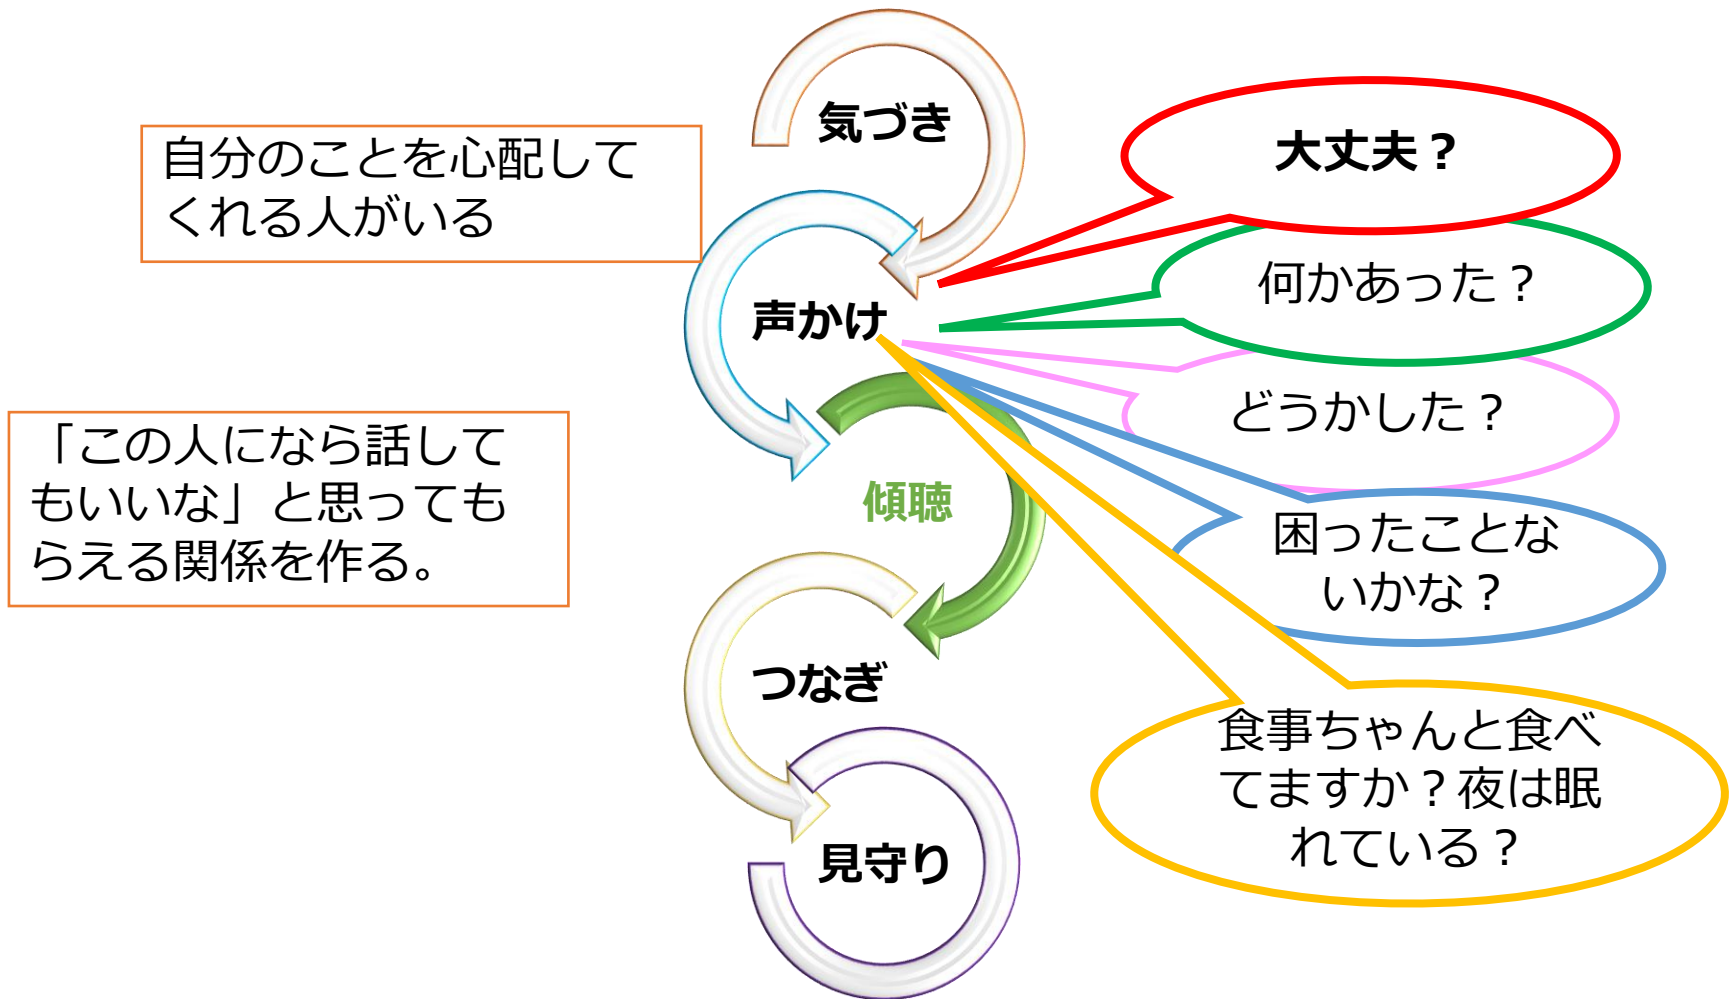 気づき
自分のことを心配して
くれる人がいる
声かけ
大丈夫？
何かあった？
どうかした？
困ったことな
いかな？
食事ちゃんと食べ
てますか？夜は眠
れている？
「この人になら話して
もいいな」と思っても
らえる関係を作る。
傾聴
つなぎ
見守り